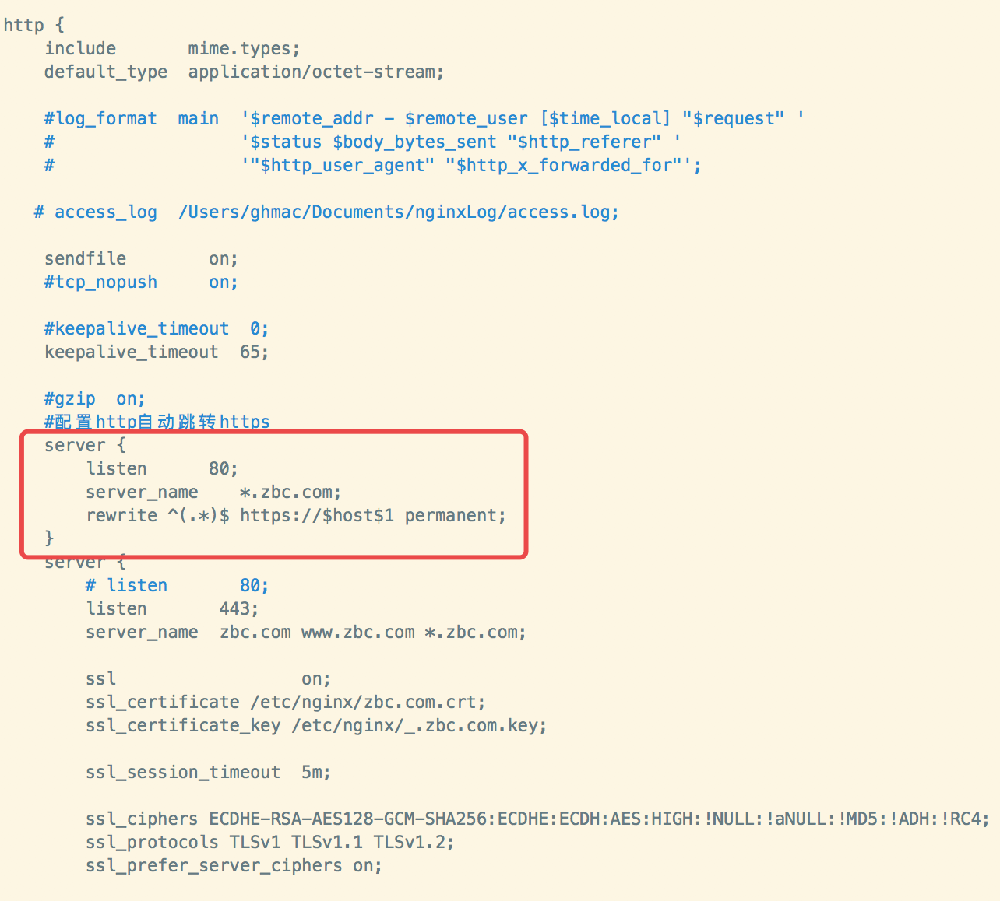 http {
    include       mime.types;
    default_type  application/octet-stream;
    #log_format  main  '$remote_addr - $remote_user [$time_local] "$request" '
    #                  '$status $body_bytes_sent "$http_referer" '
    #                  '"$http_user_agent" "$http_x_forwarded_for"';
   # access_log  /Users/ghmac/Documents/nginxLog/access.log;
    sendfile        on;
    #tcp_nopush     on;
    #keepalive_timeout  0;
    keepalive_timeout  65;
    #gzip  on;
    #配置http自动跳转https
    server {
        listen      80;
        server_name    *.zbc.com;
        rewrite ^(.*)$ https://$host$1 permanent;
    }
    server {
        # listen       80;
        listen       443;
        server_name  zbc.com www.zbc.com *.zbc.com;
        ssl                  on;
        ssl_certificate /etc/nginx/zbc.com.crt;
        ssl_certificate_key /etc/nginx/_.zbc.com.key;
        ssl_session_timeout  5m;
        ssl_ciphers ECDHE-RSA-AES128-GCM-SHA256:ECDHE:ECDH:AES:HIGH:!NULL:!aNULL:!MD5:!ADH:!RC4;
        ssl_protocols TLSv1 TLSv1.1 TLSv1.2;
        ssl_prefer_server_ciphers on;